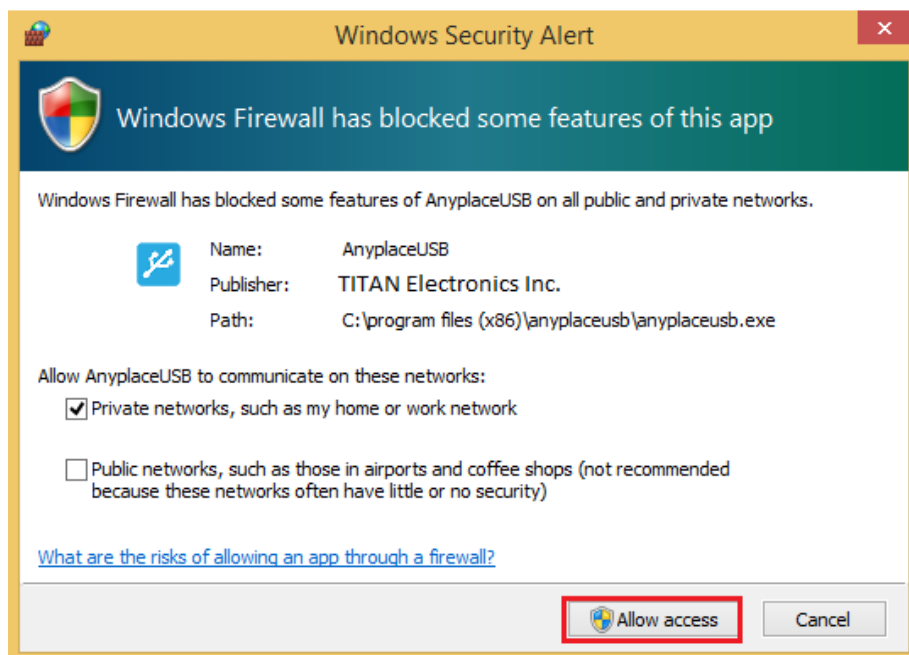 Windows Security Alert
Windows Firewall has blocked some features of this app
Windows Firewall has blocked some features of AnyplaceUSB on all public and private networks.
Name: AnyplaceUSB
Publisher: TITAN Electronics Inc.
Path: C:\program files (x86)\anyplaceusb\anyplaceusb.exe
Allow AnyplaceUSB to communicate on these networks:
Private networks, such as my home or work network
Public networks, such as those in airports and coffee shops (not recommended
because these networks often have little or no security)
What are the risks of allowing an app through a firewall?
Allow access Cancel